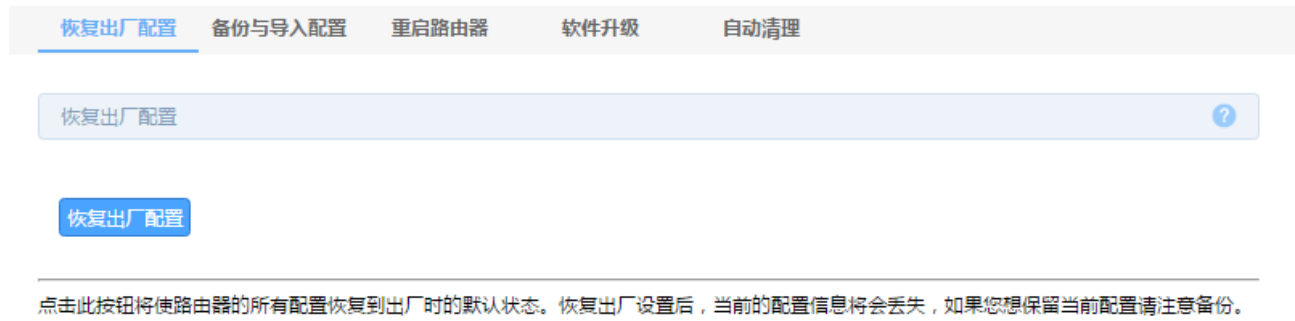 恢复出厂配置 备份与导入配置 重启路由器 软件升级 自动清理
恢复出厂配置 ?
恢复出厂配置
点击此按钮将使路由器的所有配置恢复到出厂时的默认状态。恢复出厂设置后，当前的配置信息将会丢失，如果您想保留当前配置请注意备份。